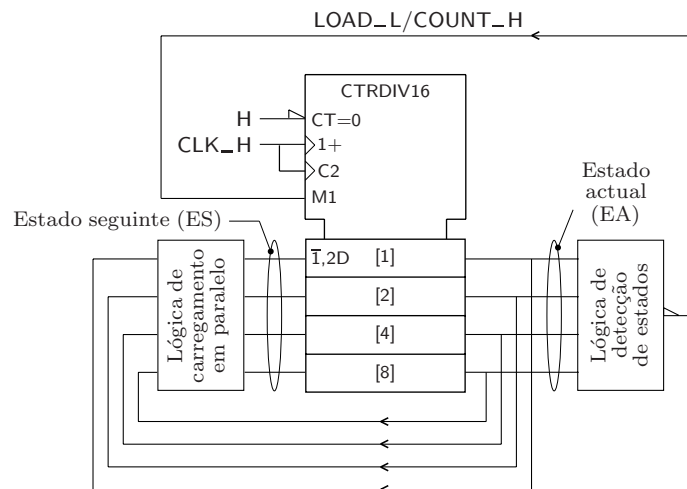 LOAD_L/COUNT_H
CTRDIV16
H
CT=0
CLK_H
1+
C2
M1
Estado
actual
(EA)
Estado seguinte (ES)
1̅,2D
[1]
[2]
[4]
[8]
Lógica de
carregamento
em paralelo
Lógica de
detecção
de estados